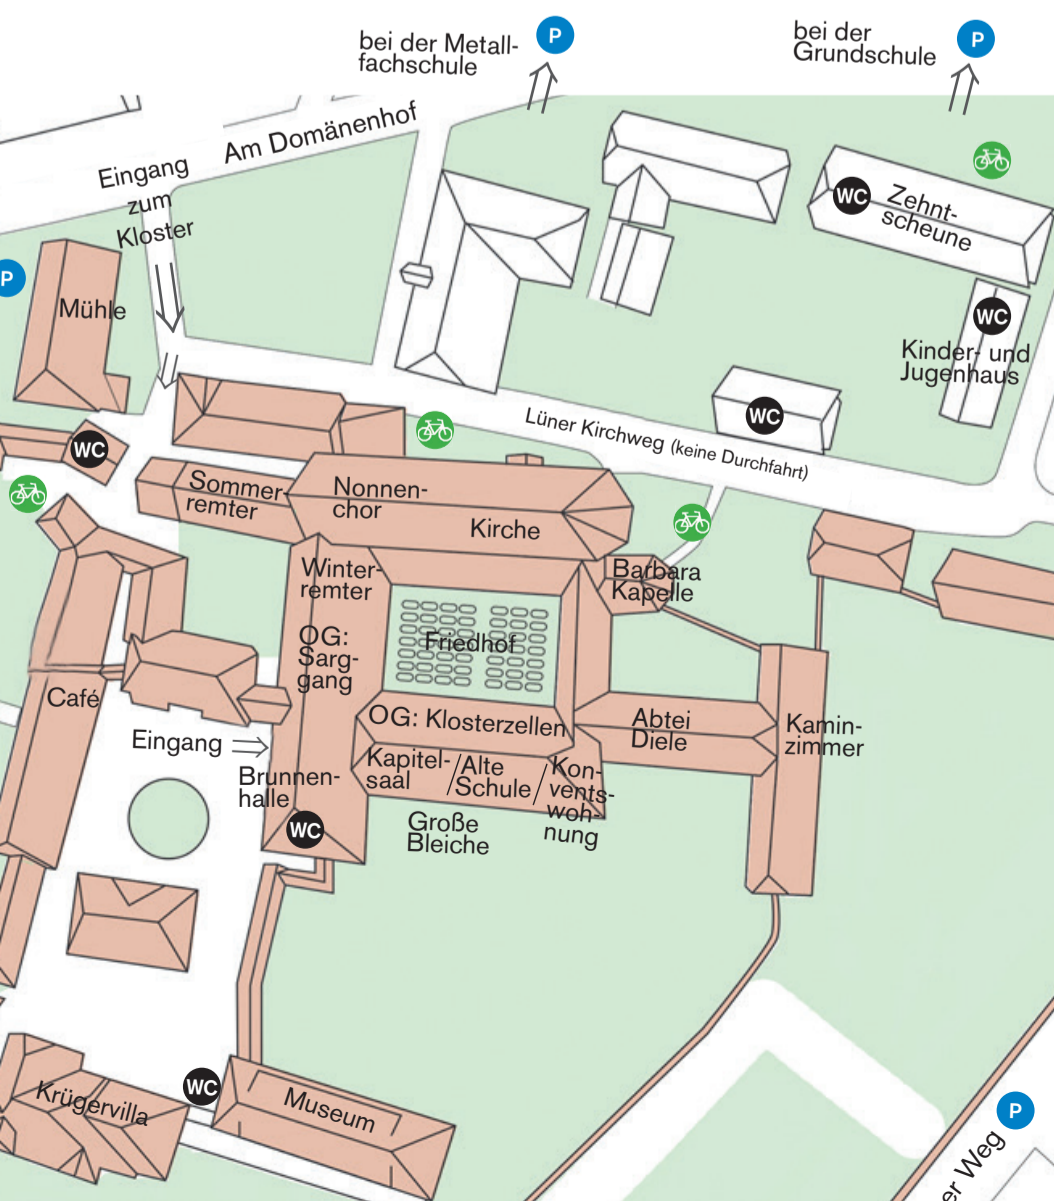 bei der Metall-
fachschule
P
bei der
Grundschule
P
Am Domänenhof
Eingang
zum
Kloster
P
Mühle
WC
Zehnt-
scheune
WC
Kinder- und
Jugenhaus
WC
Lüner Kirchweg (keine Durchfahrt)
WC
Sommer-
remter
Nonnen-
chor
Kirche
Winter-
remter
Barbara
Kapelle
Friedhof
OG:
Sarg-
gang
Café
OG: Klosterzellen
Abtei
Diele
Kamin-
zimmer
Eingang
Brunnen-
halle
WC
Kapitel-
saal
/Alte
Schule
/Kon-
vents-
woh-
nung
Große
Bleiche
WC
Krügervilla
Museum
P
er Weg